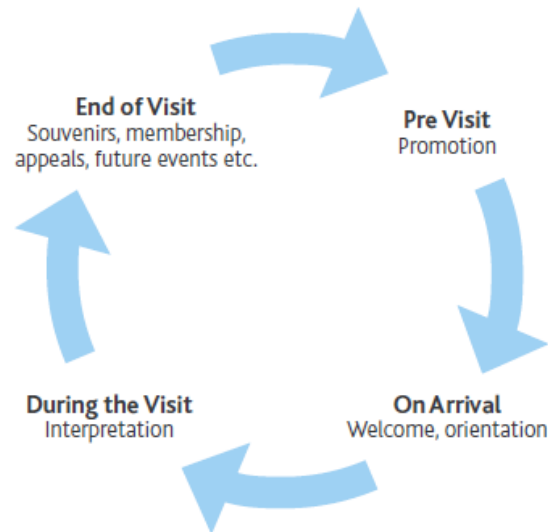 End of Visit
Souvenirs, membership,
appeals, future events etc.
Pre Visit
Promotion
On Arrival
Welcome, orientation
During the Visit
Interpretation